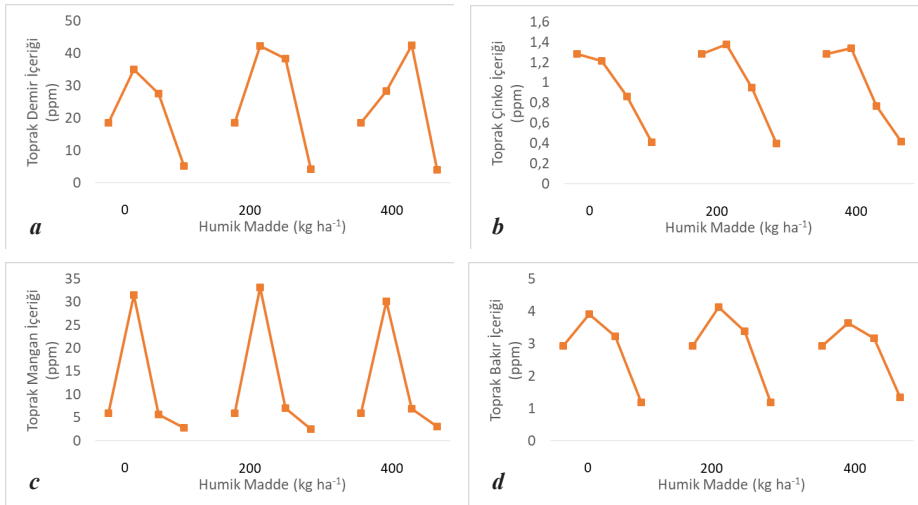 Toprak Demir İçeriği
(ppm)
50
40
30
20
10
0
0
200
400
a
Humik Madde (kg ha⁻¹)
Toprak Çinko İçeriği
(ppm)
1,6
1,4
1,2
1
0,8
0,6
0,4
0,2
0
0
200
400
b
Humik Madde (kg ha⁻¹)
Toprak Mangan İçeriği
(ppm)
35
30
25
20
15
10
5
0
0
200
400
c
Humik Madde (kg ha⁻¹)
Toprak Bakır İçeriği
(ppm)
5
4
3
2
1
0
0
200
400
d
Humik Madde (kg ha⁻¹)